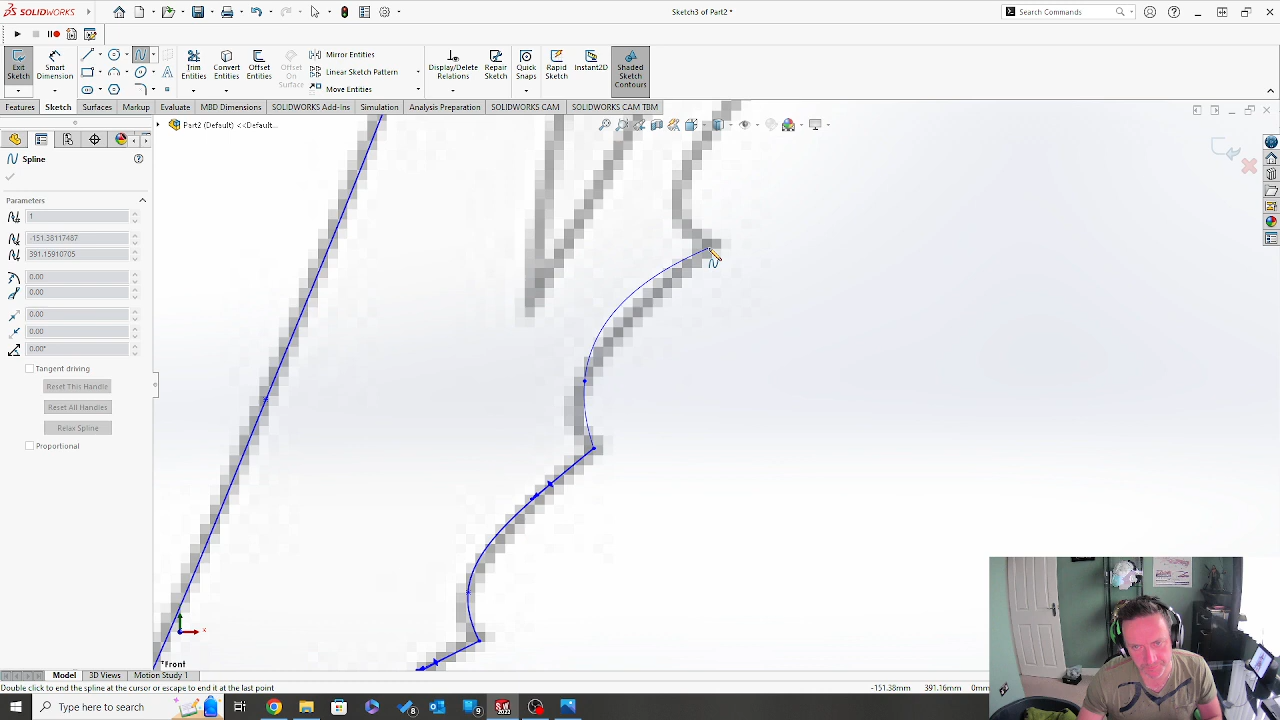 SOLIDWORKS
Sketch3 of Part2 *
Search Commands
Exit Sketch
Smart Dimension
Trim Entities
Convert Entities
Offset Entities
Offset On Surface
Mirror Entities
Linear Sketch Pattern
Move Entities
Display/Delete Relations
Repair Sketch
Quick Snaps
Rapid Sketch
Instant2D
Shaded Sketch Contours
Features Sketch Surfaces Markup Evaluate MBD Dimensions SOLIDWORKS Add-Ins Simulation Analysis Preparation SOLIDWORKS CAM SOLIDWORKS CAM TBM
Part2 (Default) <<Default...
Spline
Parameters
1
-151.38117487
391.15910705
0.00
0.00
0.00
0.00
0.00°
Tangent driving
Reset This Handle
Reset All Handles
Relax Spline
Proportional
x
*Front
Model 3D Views Motion Study 1
Double click to end the spline at the cursor or escape to end it at the last point
-151.38mm 391.16mm
Type here to search